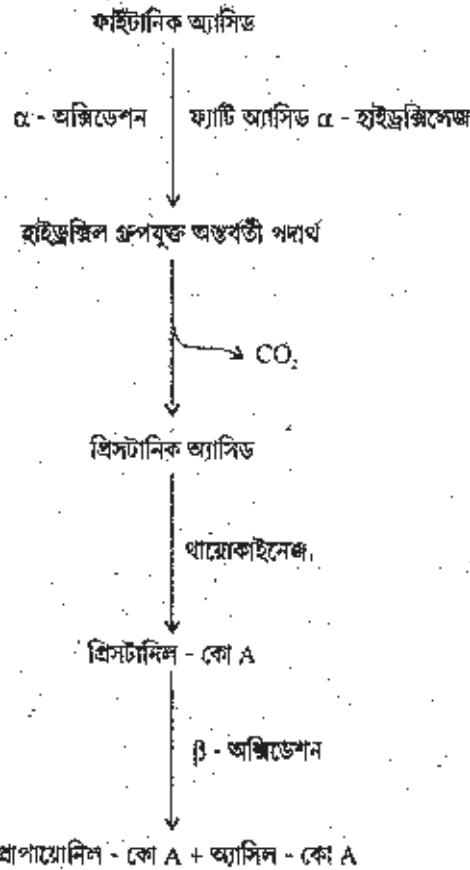 ফাইটানিক অ্যাসিড
α - অক্সিডেশন ফ্যাটি অ্যাসিড α - হাইড্রক্সিলেজ
হাইড্রক্সিল গ্রুপযুক্ত অন্তর্বর্তী পদার্থ
CO₂
প্রিসটানিক অ্যাসিড
থায়োকাইনেজ
প্রিসটানিল - কো A
β - অক্সিডেশন
প্রোপায়োনিল - কো A + অ্যাসিল - কো A